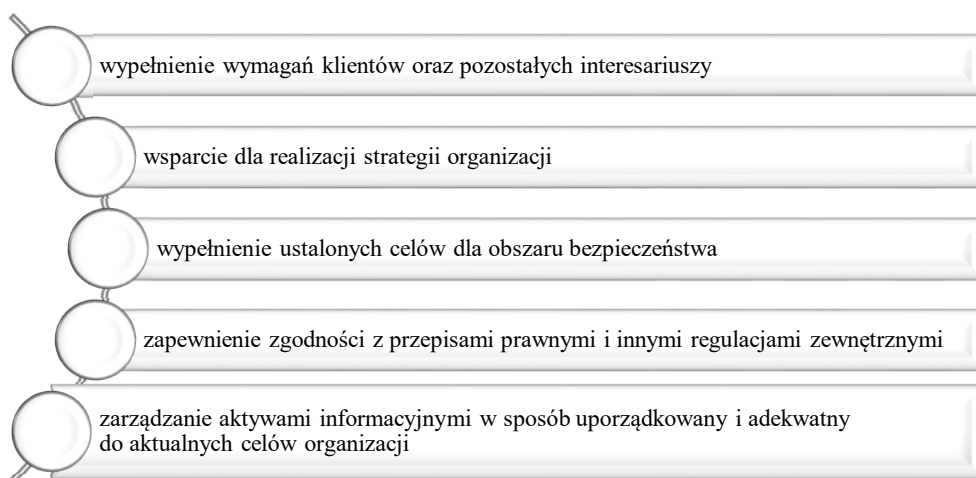 wypełnienie wymagań klientów oraz pozostałych interesariuszy
wsparcie dla realizacji strategii organizacji
wypełnienie ustalonych celów dla obszaru bezpieczeństwa
zapewnienie zgodności z przepisami prawnymi i innymi regulacjami zewnętrznymi
zarządzanie aktywami informacyjnymi w sposób uporządkowany i adekwatny
do aktualnych celów organizacji